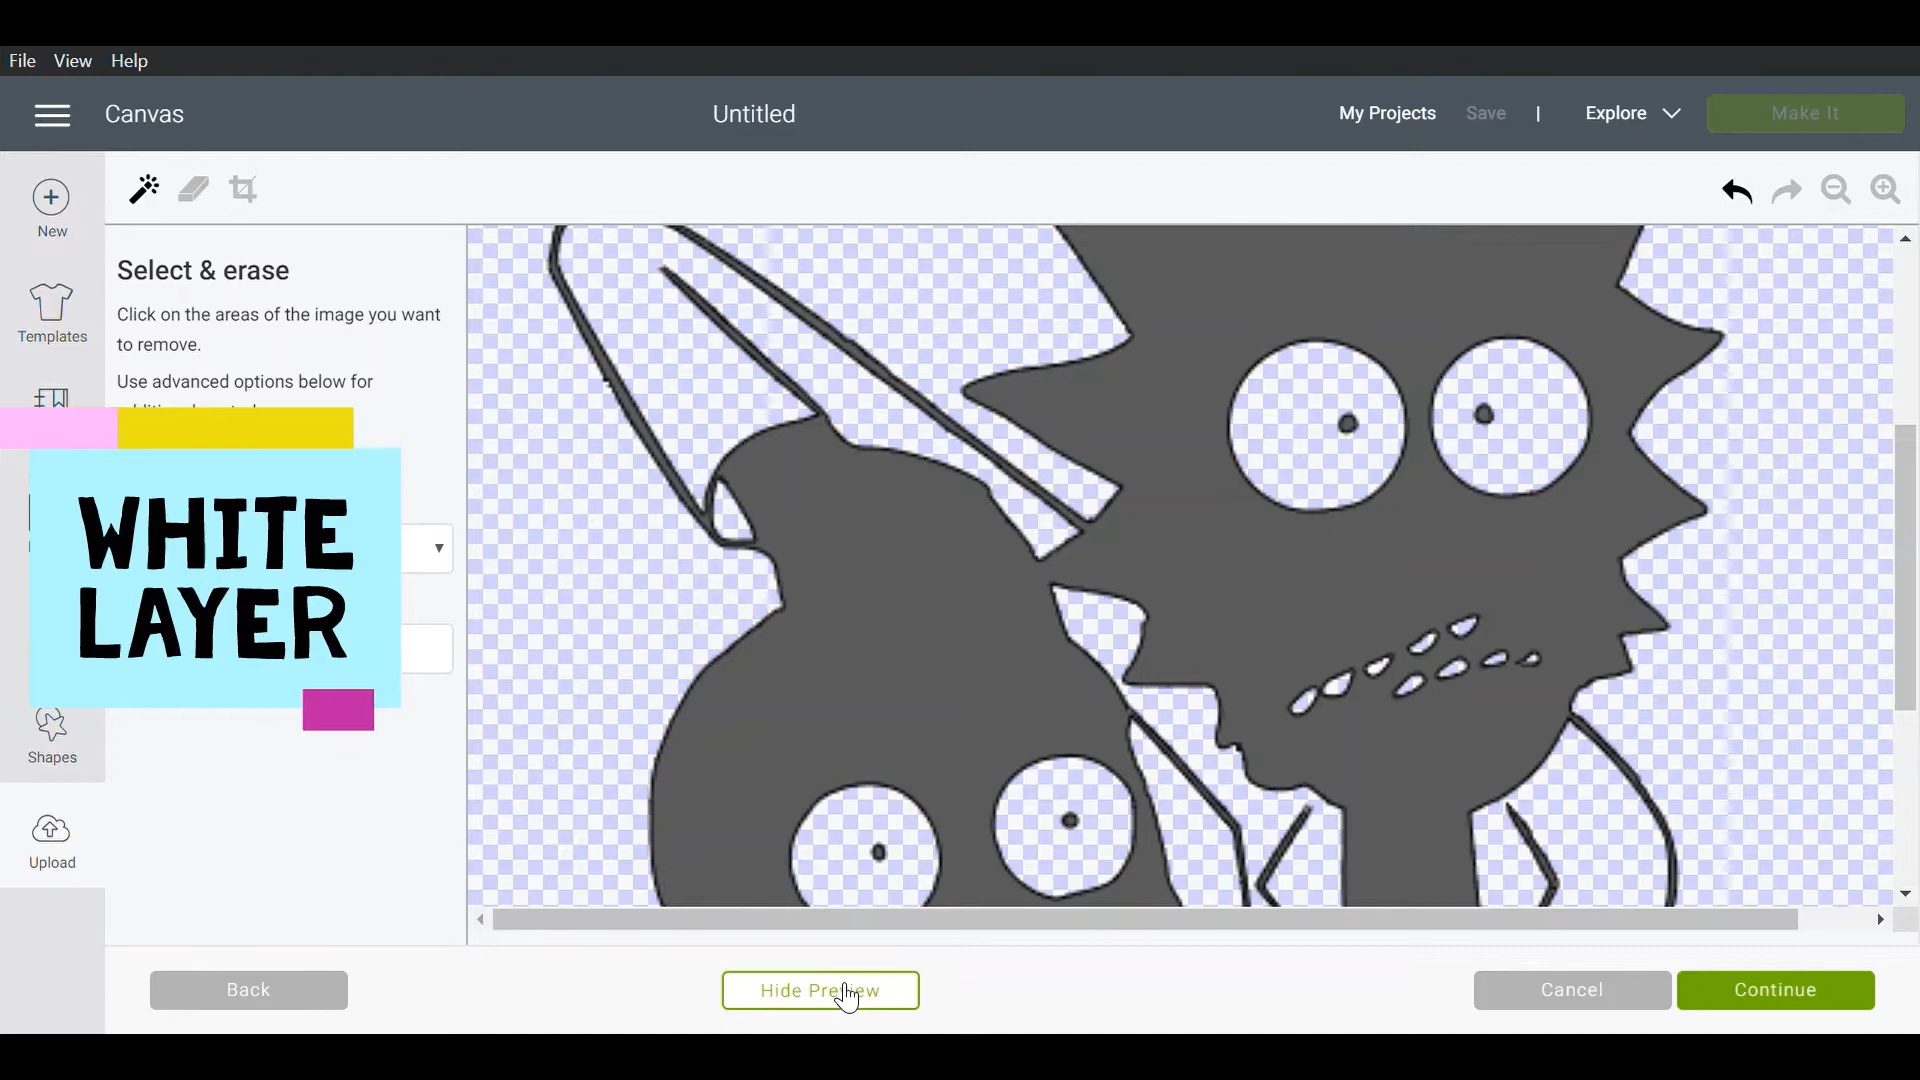 File View Help
Canvas
Untitled
My Projects Save | Explore
Make It
New
Templates
Select & erase
Click on the areas of the image you want
to remove.
Use advanced options below for
WHITE
LAYER
Shapes
Upload
Back
Hide Preview
Cancel
Continue